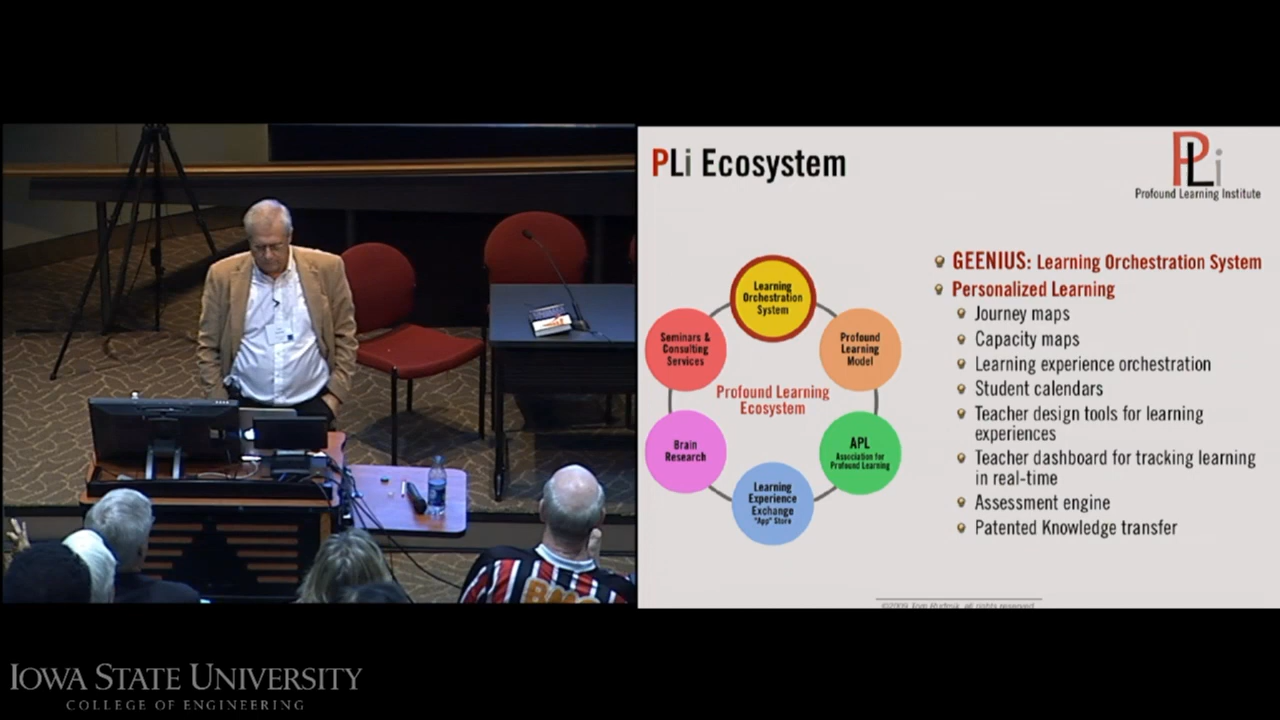 PLi Ecosystem
PLi
Profound Learning Institute
Learning
Orchestration
System
Seminars &
Consulting
Services
Profound
Learning
Model
Profound Learning
Ecosystem
Brain
Research
APL
Association for
Profound Learning
Learning
Experience
Exchange
"App" Store
GEENIUS: Learning Orchestration System
Personalized Learning
Journey maps
Capacity maps
Learning experience orchestration
Student calendars
Teacher design tools for learning
experiences
Teacher dashboard for tracking learning
in real-time
Assessment engine
Patented Knowledge transfer
all rights reserved
IOWA STATE UNIVERSITY
COLLEGE OF ENGINEERING